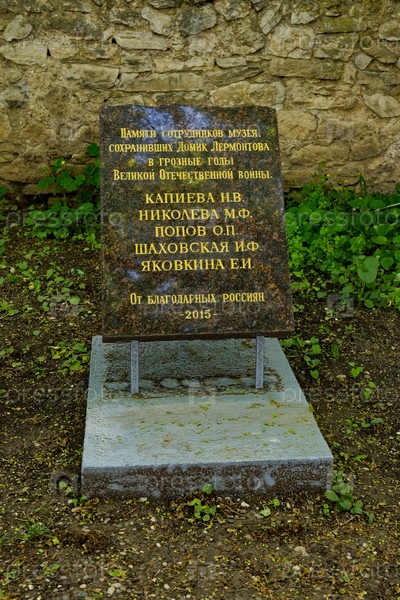 Памяти сотрудников музея,
сохранивших Домик Лермонтова
в грозные годы
Великой Отечественной войны.
КАПИЕВА Н.В.
НИКОЛЕВА М.Ф.
ПОПОВ О.П.
ШАХОВСКАЯ И.Ф.
ЯКОВКИНА Е.И.
От благодарных россиян
- 2015 -